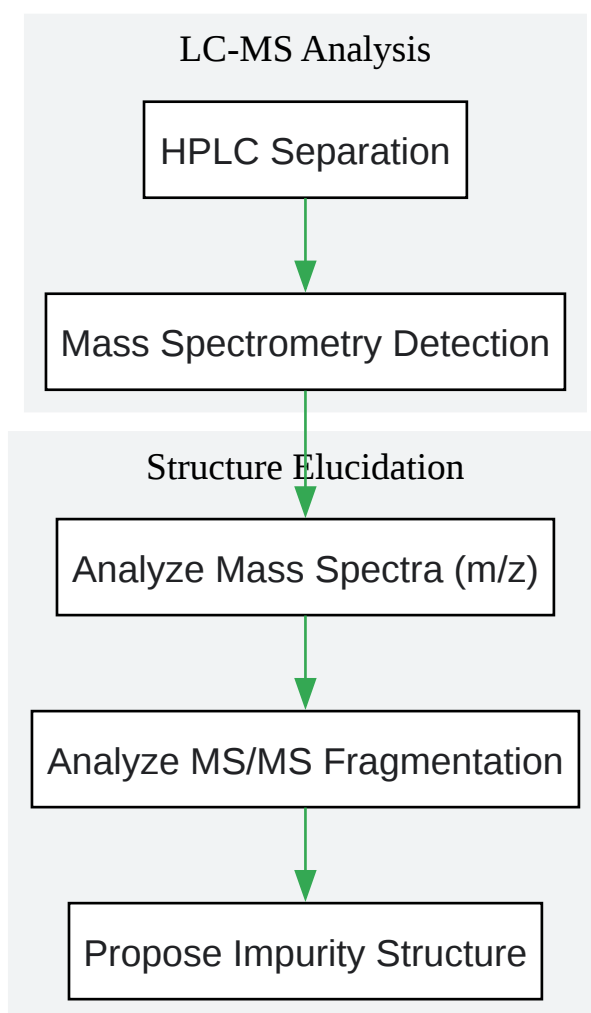 LC-MS Analysis
HPLC Separation
Mass Spectrometry Detection
Structure Elucidation
Analyze Mass Spectra (m/z)
Analyze MS/MS Fragmentation
Propose Impurity Structure